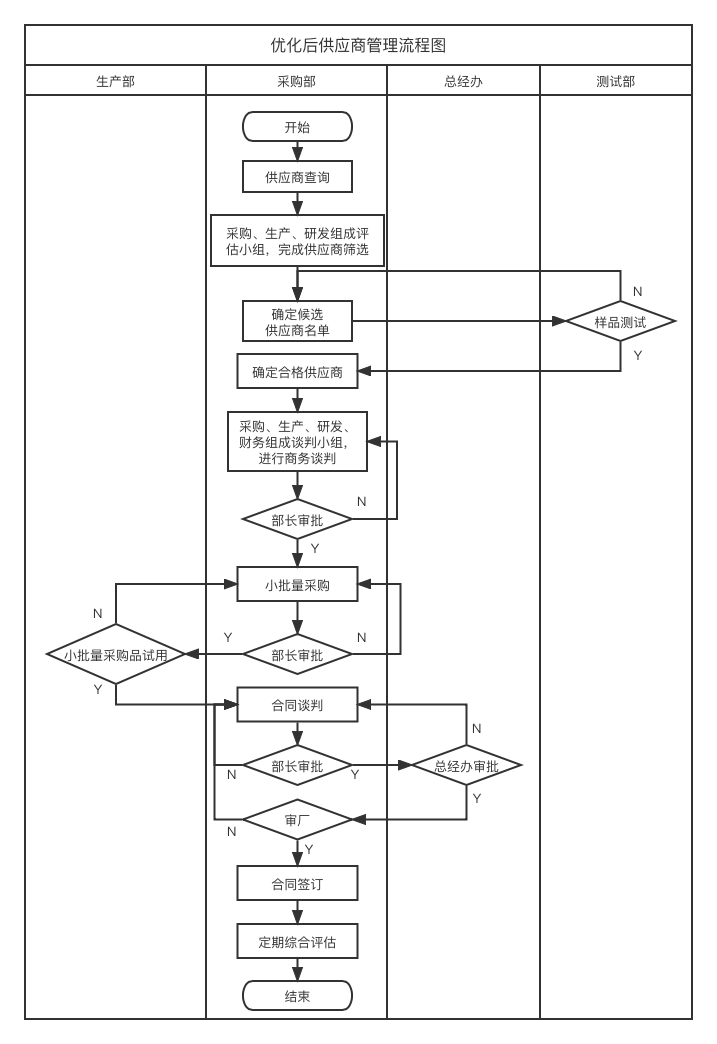 优化后供应商管理流程图
生产部
采购部
总经办
测试部
开始
供应商查询
采购、生产、研发组成评
估小组，完成供应商筛选
N
确定候选
供应商名单
样品测试
Y
确定合格供应商
采购、生产、研发、
财务组成谈判小组，
进行商务谈判
N
部长审批
Y
小批量采购
N
Y
N
部长审批
小批量采购品试用
Y
合同谈判
N
部长审批
总经办审批
N
Y
Y
审厂
N
Y
合同签订
定期综合评估
结束